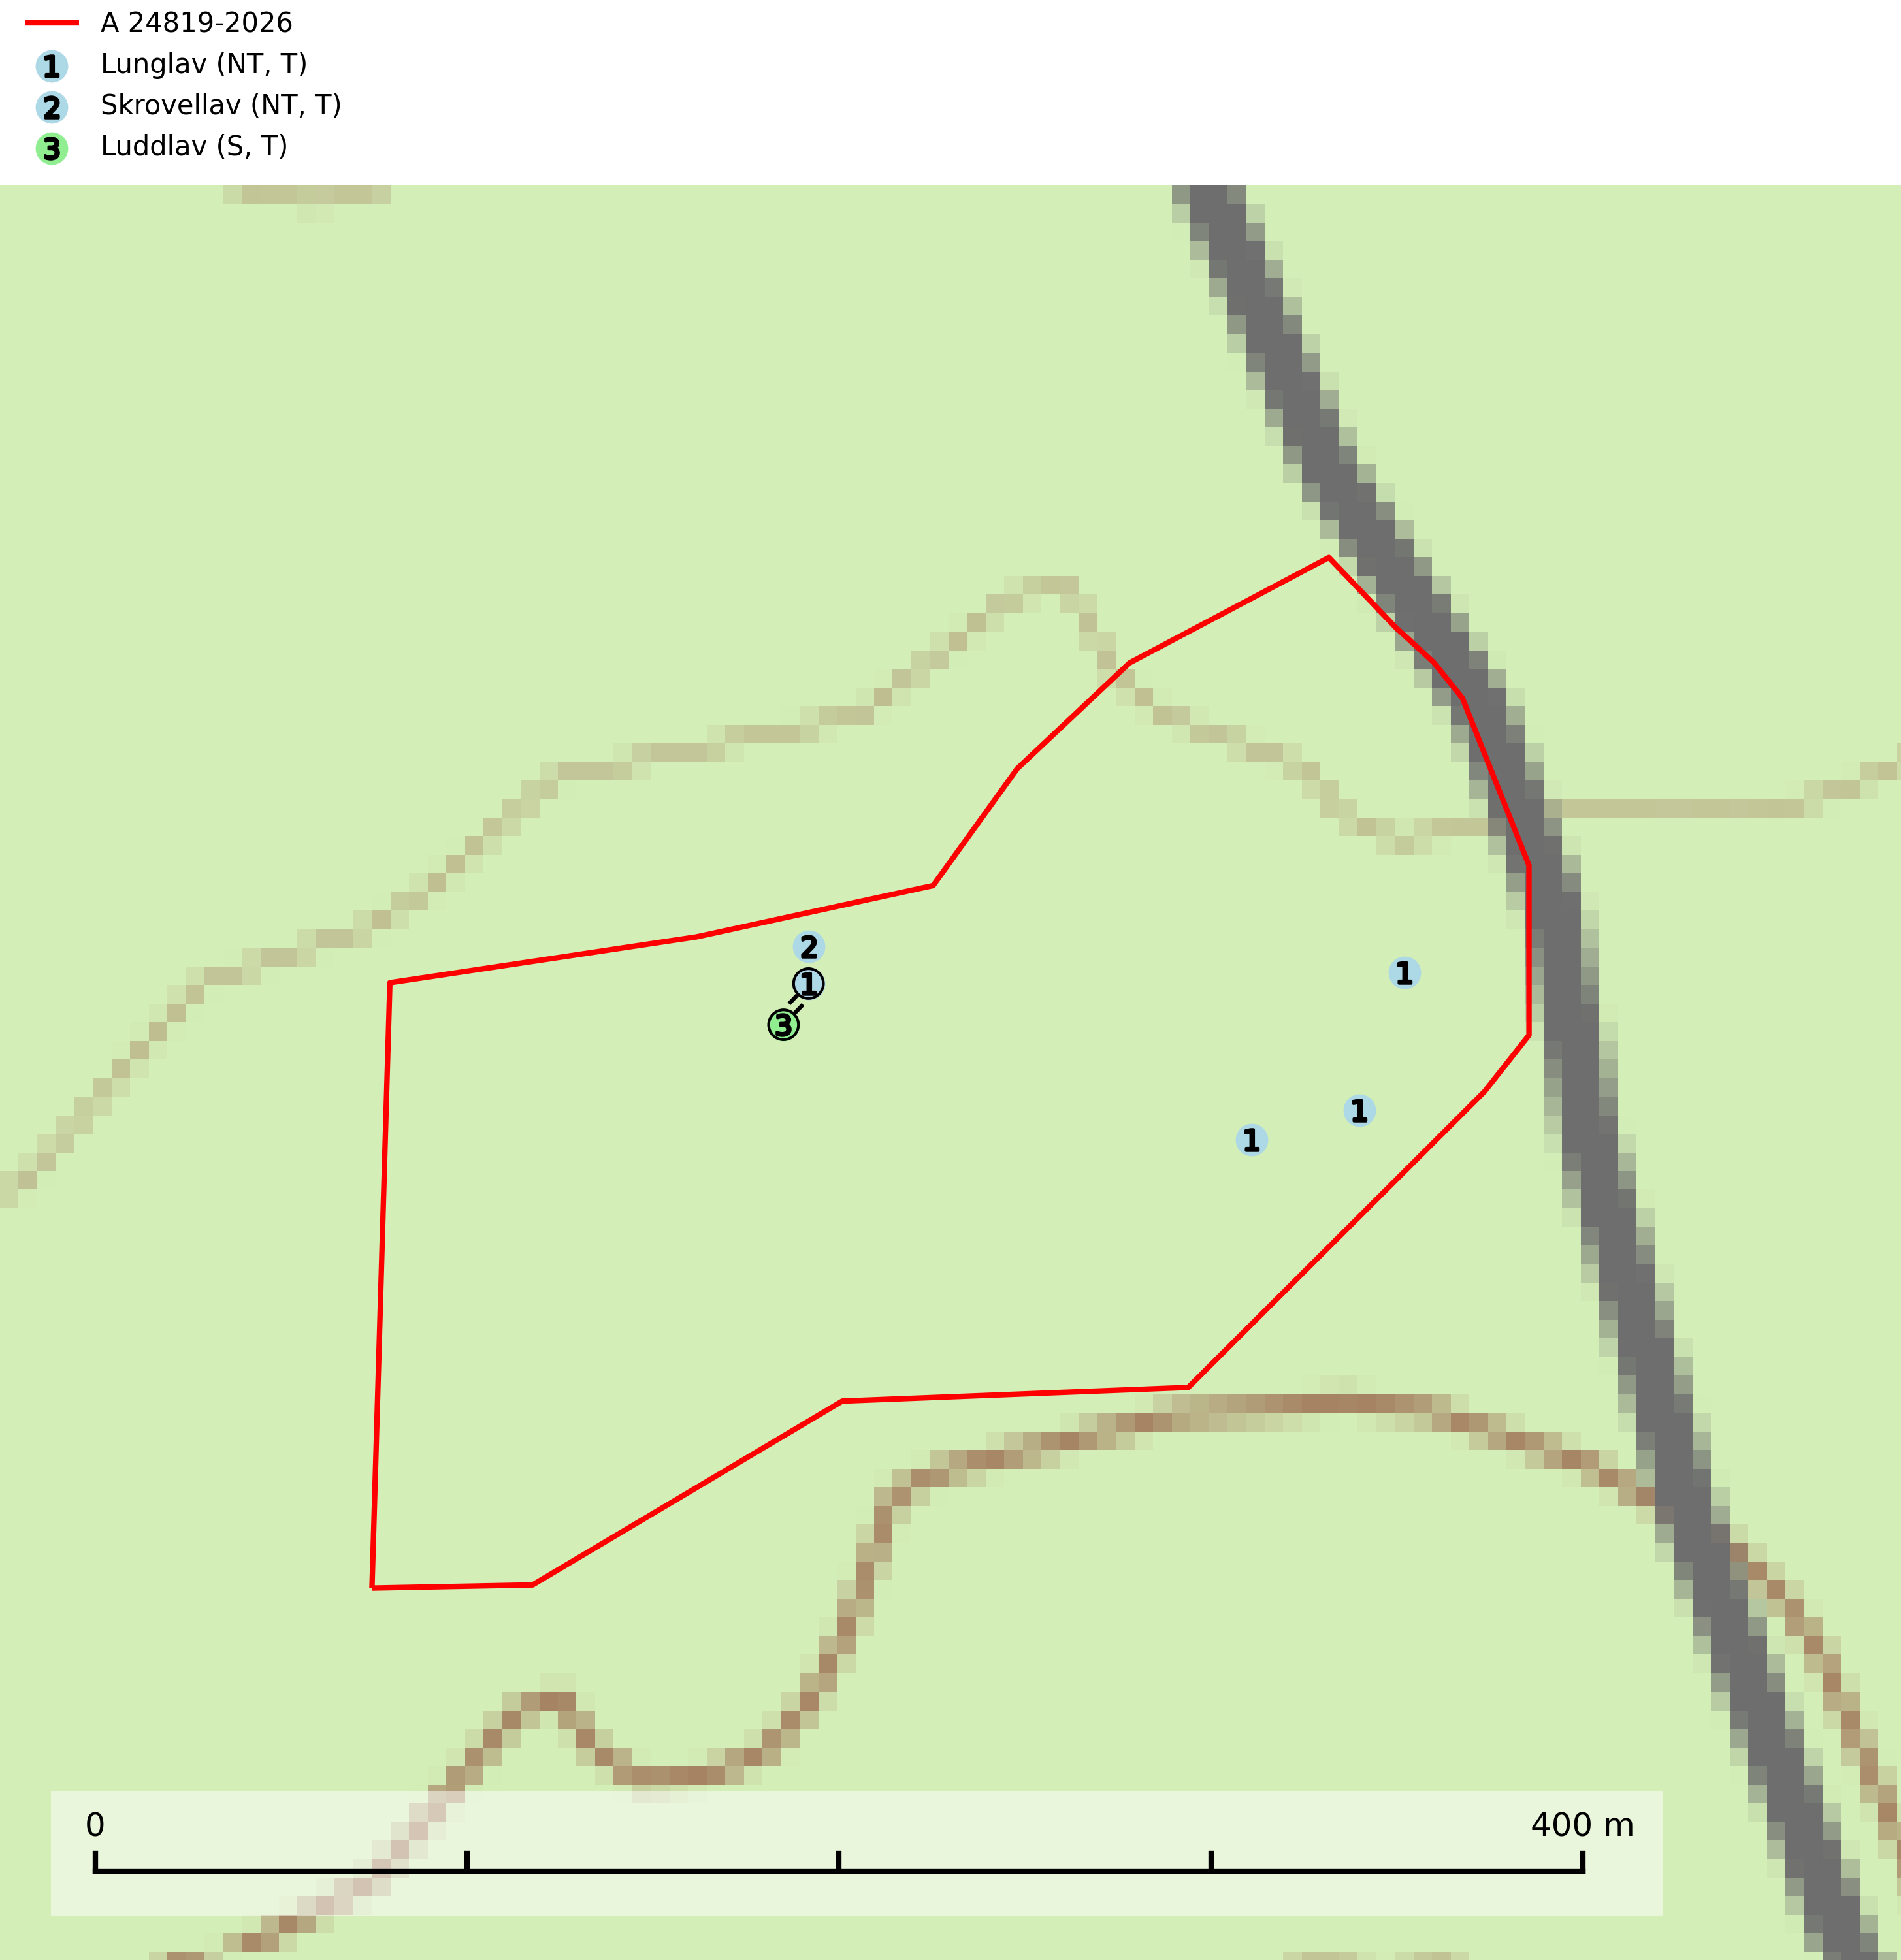 A 24819-2026
1 Lunglav (NT, T)
2 Skrovellav (NT, T)
3 Luddlav (S, T)
2
1
1
3
1
1
0 400 m